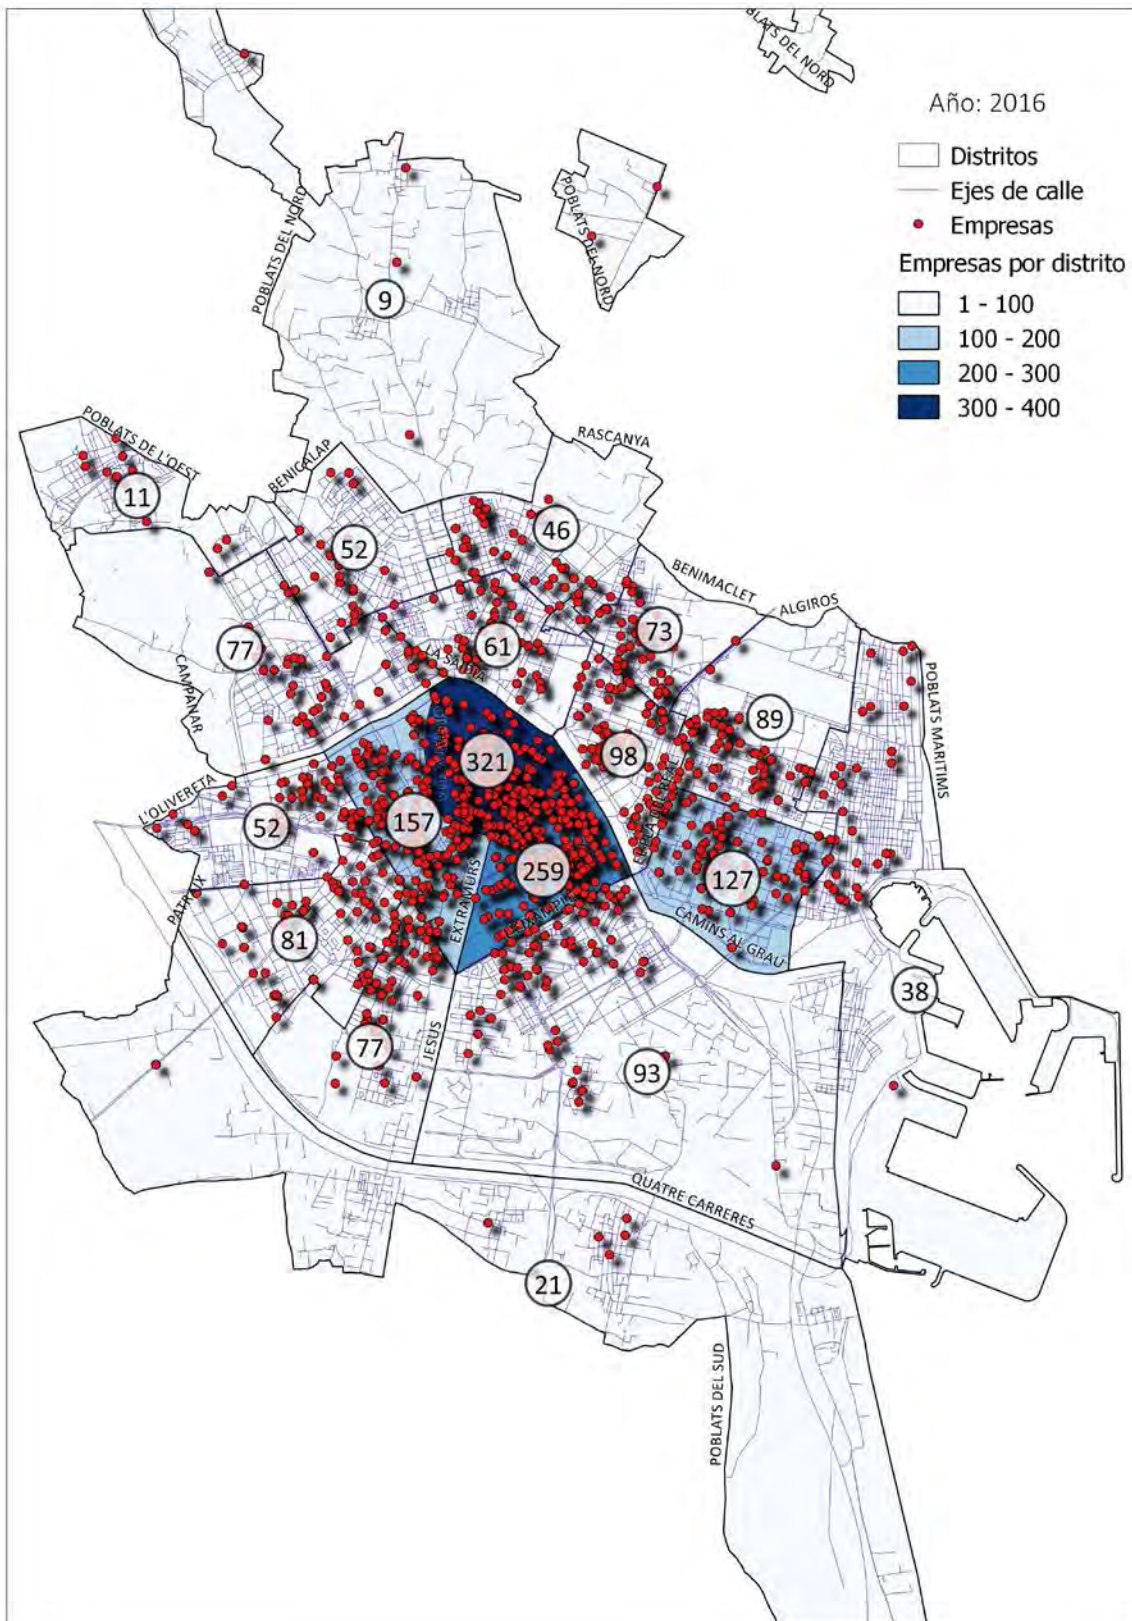 BLATS DEL NORD
Año: 2016
Distritos
Ejes de calle
Empresas
Empresas por distrito
1 - 100
100 - 200
200 - 300
300 - 400
POBLATS DEL NORD
POBLATS DEL NORD
9
POBLATS DE L'OEST
11
BENICALAP
RASCANYA
46
52
BENIMACLET
ALGIROS
73
77
61
LA SAIDIA
CAMPANAR
POBLATS MARITIMS
89
98
321
L'OLIVERETA
52
157
259
127
EXTRAMURS
CAMINS AL GRAU
PATRAIX
81
38
77
JESUS
93
QUATRE CARRERES
21
POBLATS DEL SUD